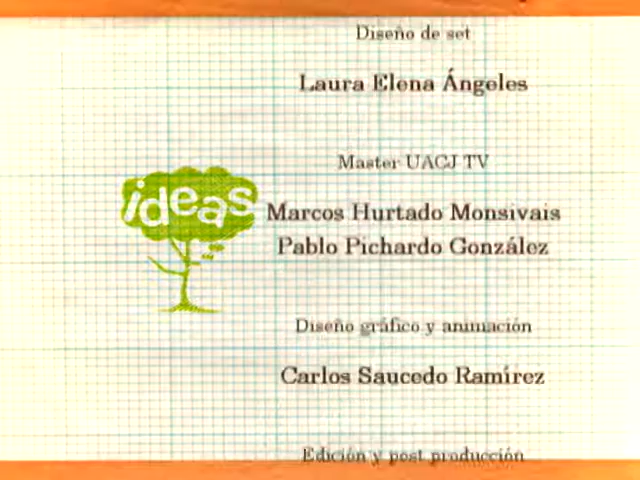 Diseño de set
Laura Elena Ángeles
Master UACJ TV
ideas
Marcos Hurtado Monsivais
Pablo Pichardo González
Diseño gráfico y animación
Carlos Saucedo Ramírez
Edición y post producción